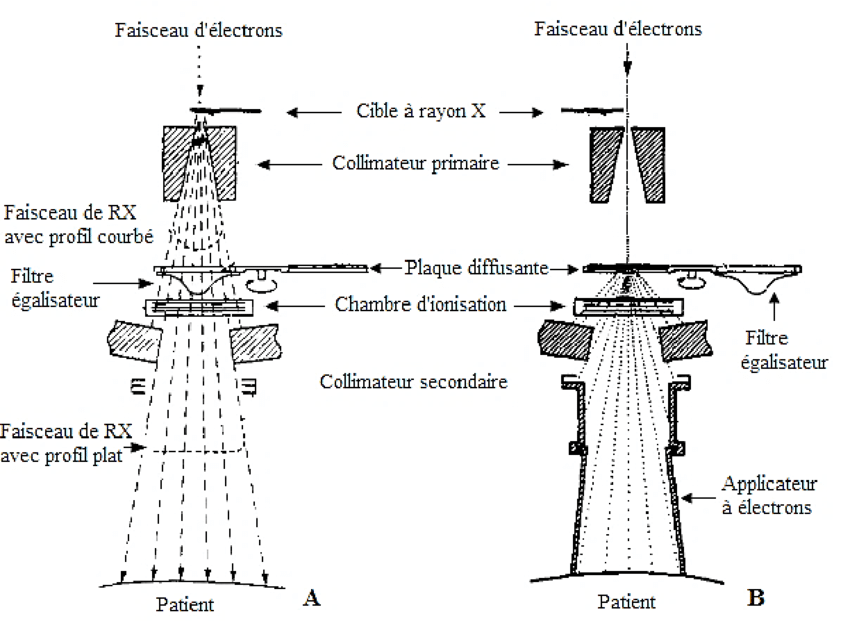 Faisceau d'électrons
Faisceau d'électrons
Cible à rayon X
Collimateur primaire
Faisceau de RX
avec profil courbé
Plaque diffusante
Filtre
égalisateur
Chambre d'ionisation
Filtre
égalisateur
Collimateur secondaire
Faisceau de RX
avec profil plat
Applicateur
à électrons
Patient
A
Patient
B